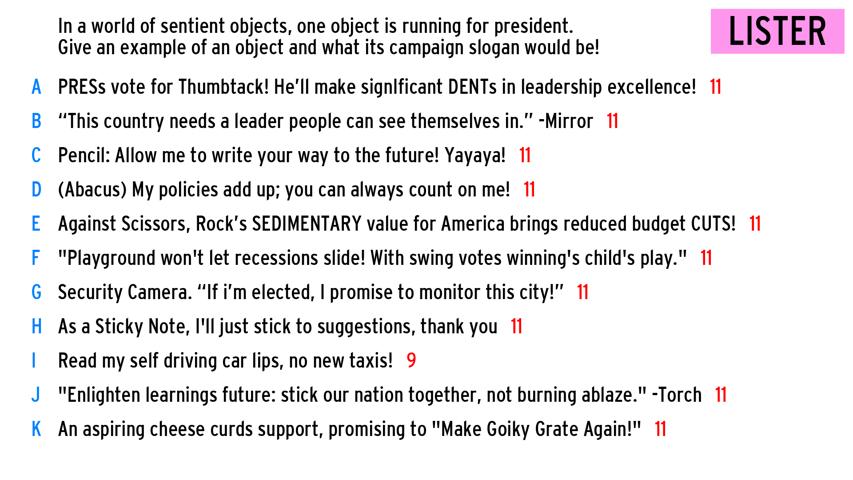 In a world of sentient objects, one object is running for president.
Give an example of an object and what its campaign slogan would be!
LISTER
A PRESs vote for Thumbtack! He'll make signIficant DENTs in leadership excellence! 11
B “This country needs a leader people can see themselves in.” -Mirror 11
C Pencil: Allow me to write your way to the future! Yayaya! 11
D (Abacus) My policies add up; you can always count on me! 11
E Against Scissors, Rock's SEDIMENTARY value for America brings reduced budget CUTS! 11
F "Playground won't let recessions slide! With swing votes winning's child's play." 11
G Security Camera. “If i'm elected, I promise to monitor this city!” 11
H As a Sticky Note, I'll just stick to suggestions, thank you 11
I Read my self driving car lips, no new taxis! 9
J "Enlighten learnings future: stick our nation together, not burning ablaze." -Torch 11
K An aspiring cheese curds support, promising to "Make Goiky Grate Again!" 11